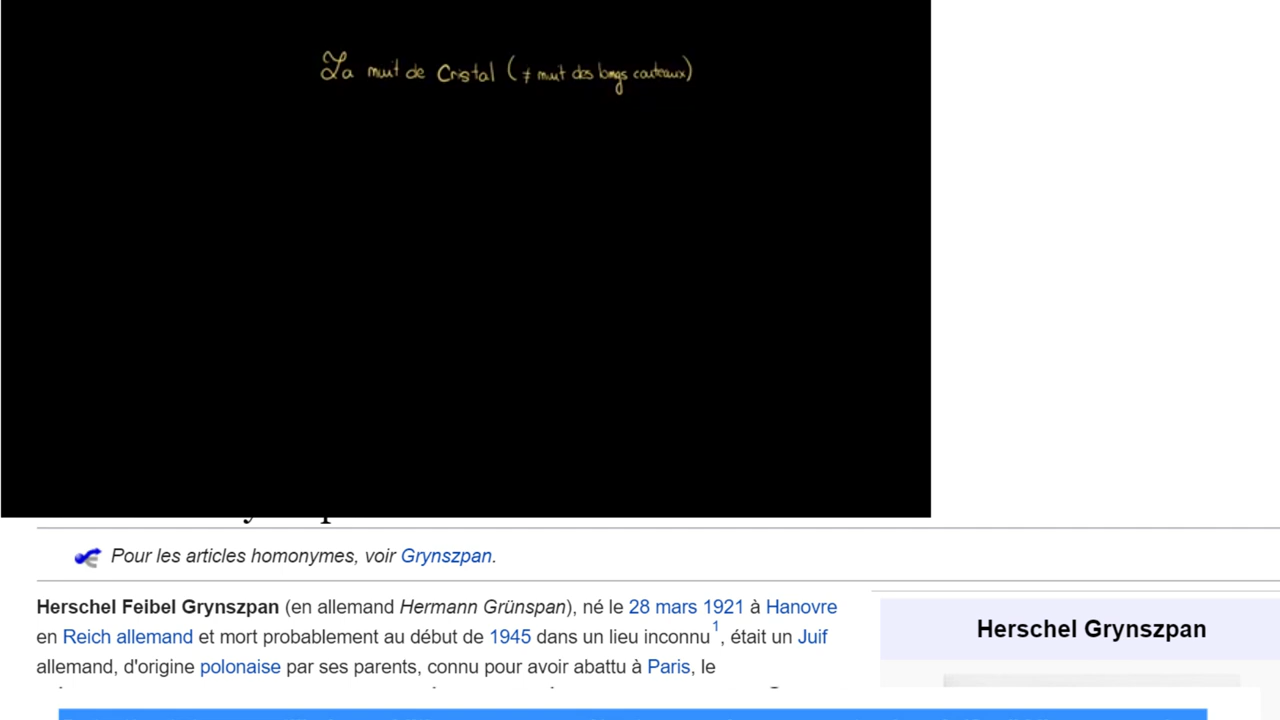 La nuit de Cristal (≠ nuit des longs couteaux)
Pour les articles homonymes, voir Grynszpan.
Herschel Feibel Grynszpan (en allemand Hermann Grünspan), né le 28 mars 1921 à Hanovre
en Reich allemand et mort probablement au début de 1945 dans un lieu inconnu1, était un Juif
allemand, d'origine polonaise par ses parents, connu pour avoir abattu à Paris, le
Herschel Grynszpan